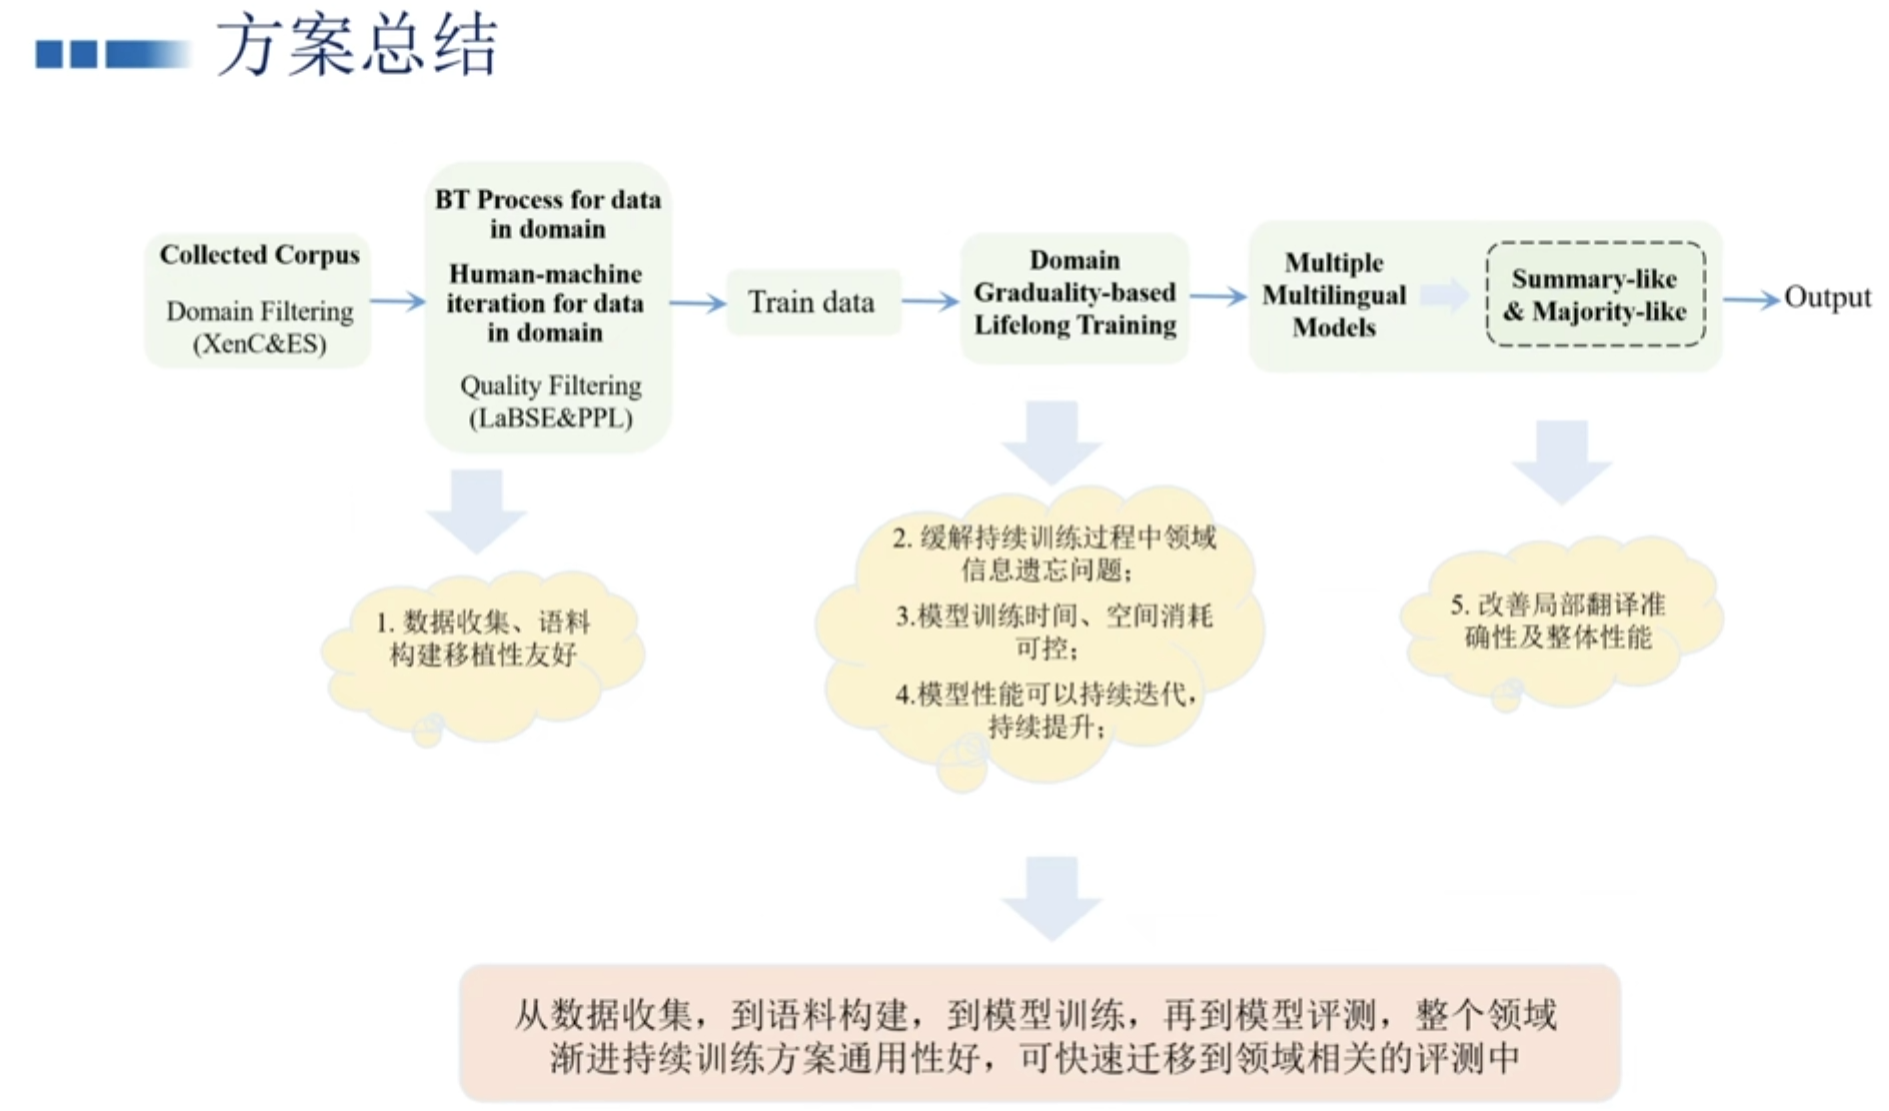 方案总结
Collected Corpus
Domain Filtering
(XenC&ES)
BT Process for data
in domain
Human-machine
iteration for data
in domain
Quality Filtering
(LaBSE&PPL)
Train data
Domain
Graduality-based
Lifelong Training
Multiple
Multilingual
Models
Summary-like
& Majority-like
Output
1. 数据收集、语料
构建移植性友好
2. 缓解持续训练过程中领域
信息遗忘问题；
3.模型训练时间、空间消耗
可控；
4.模型性能可以持续迭代，
持续提升；
5. 改善局部翻译准
确性及整体性能
从数据收集，到语料构建，到模型训练，再到模型评测，整个领域
渐进持续训练方案通用性好，可快速迁移到领域相关的评测中